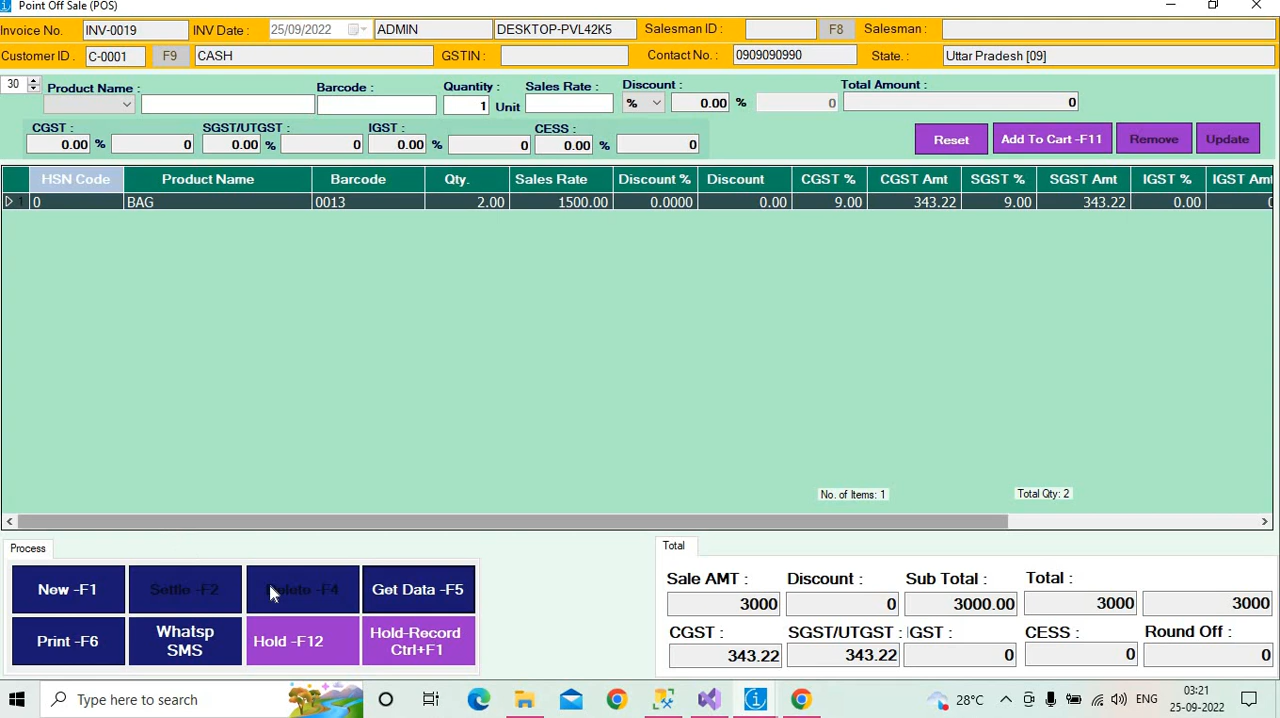 Point Off Sale (POS)
Invoice No. INV-0019 INV Date : 25/09/2022 ADMIN DESKTOP-PVL42K5 Salesman ID : F8 Salesman :
Customer ID . C-0001 F9 CASH GSTIN : Contact No. : 0909090990 State. : Uttar Pradesh [09]
30 Product Name : Barcode : Quantity : Sales Rate : Discount : Total Amount :
1 Unit % 0.00 % 0 0
CGST : SGST/UTGST : IGST : CESS :
0.00 % 0 0.00 % 0 0.00 % 0 0.00 % 0
Reset Add To Cart -F11 Remove Update
HSN Code Product Name Barcode Qty. Sales Rate Discount % Discount CGST % CGST Amt SGST % SGST Amt IGST % IGST Amt
1 0 BAG 0013 2.00 1500.00 0.0000 0.00 9.00 343.22 9.00 343.22 0.00
No. of Items: 1 Total Qty: 2
Process
New -F1 Settle -F2 -F4 Get Data -F5
Print -F6 Whatsp SMS Hold -F12 Hold-Record Ctrl+F1
Total
Sale AMT : Discount : Sub Total : Total :
3000 0 3000.00 3000 3000
CGST : SGST/UTGST : IGST : CESS : Round Off :
343.22 343.22 0 0 0
Type here to search
28°C ENG 03:21
25-09-2022